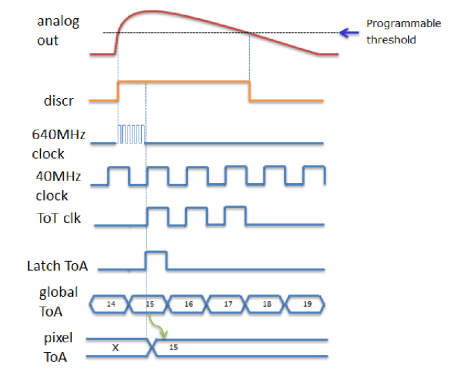 analog
out
Programmable
threshold
discr
640MHz
clock
40MHz
clock
ToT clk
Latch ToA
global
ToA
14 15 16 17 18 19
pixel
ToA
X 15